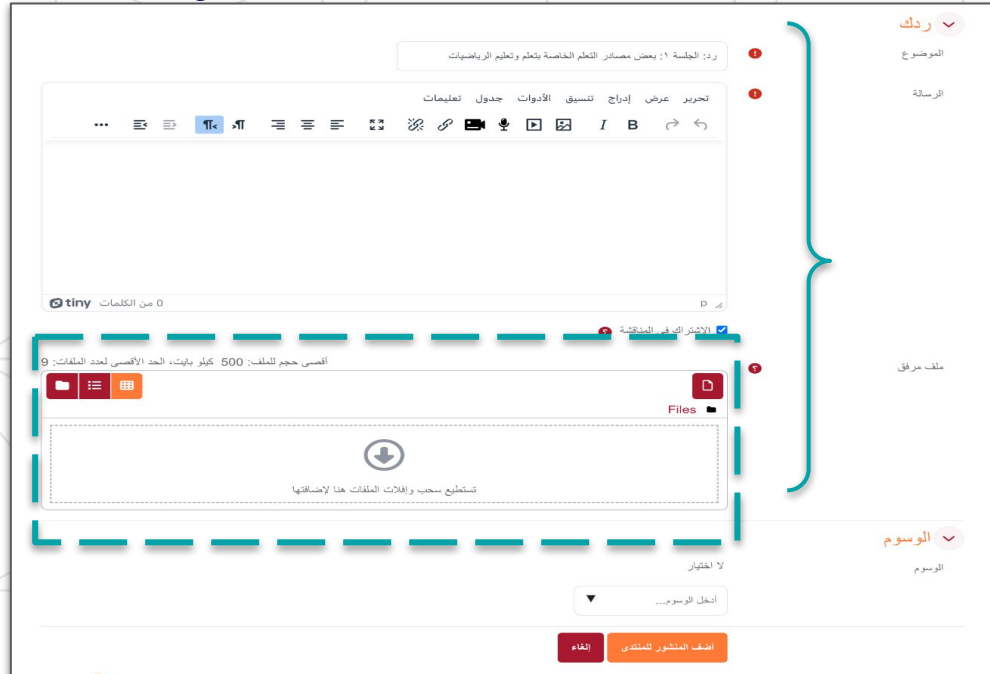 ردك
الموضوع
رد: الجلسة ١: بعض مصادر التعلم الخاصة بتعلم وتعليم الرياضيات
الرسالة
تحرير عرض إدراج تنسيق الأدوات جدول تعليمات
B I
p
0 من الكلمات tiny
الاشتراك في المناقشة
ملف مرفق
أقصى حجم للملف: 500 كيلو بايت، الحد الأقصى لعدد الملفات: 9
Files
تستطيع سحب وإفلات الملفات هنا لإضافتها
الوسوم
الوسوم
لا اختيار
أدخل الوسوم...
أضف المنشور للمنتدى إلغاء